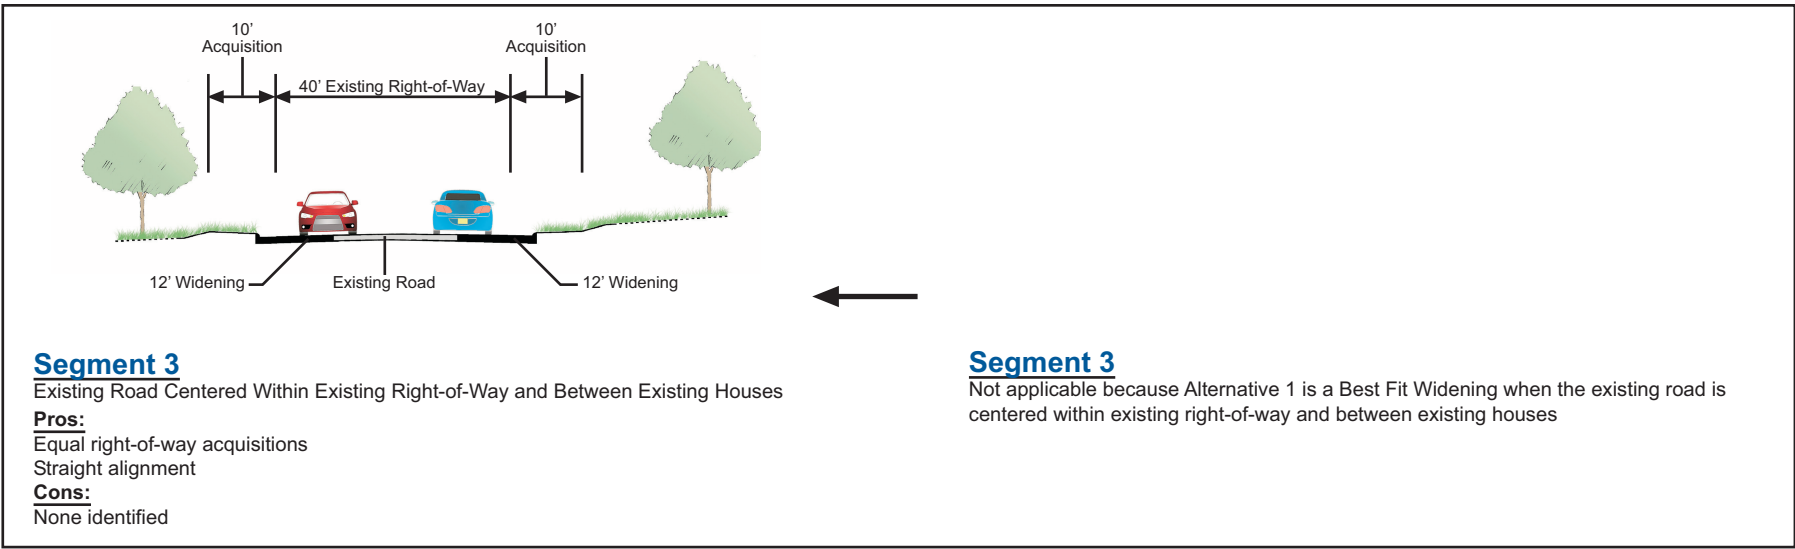 10’
Acquisition
10’
Acquisition
40’ Existing Right-of-Way
12’ Widening
Existing Road
12’ Widening
Segment 3
Existing Road Centered Within Existing Right-of-Way and Between Existing Houses
Pros:
Equal right-of-way acquisitions
Straight alignment
Cons:
None identified
Segment 3
Not applicable because Alternative 1 is a Best Fit Widening when the existing road is
centered within existing right-of-way and between existing houses